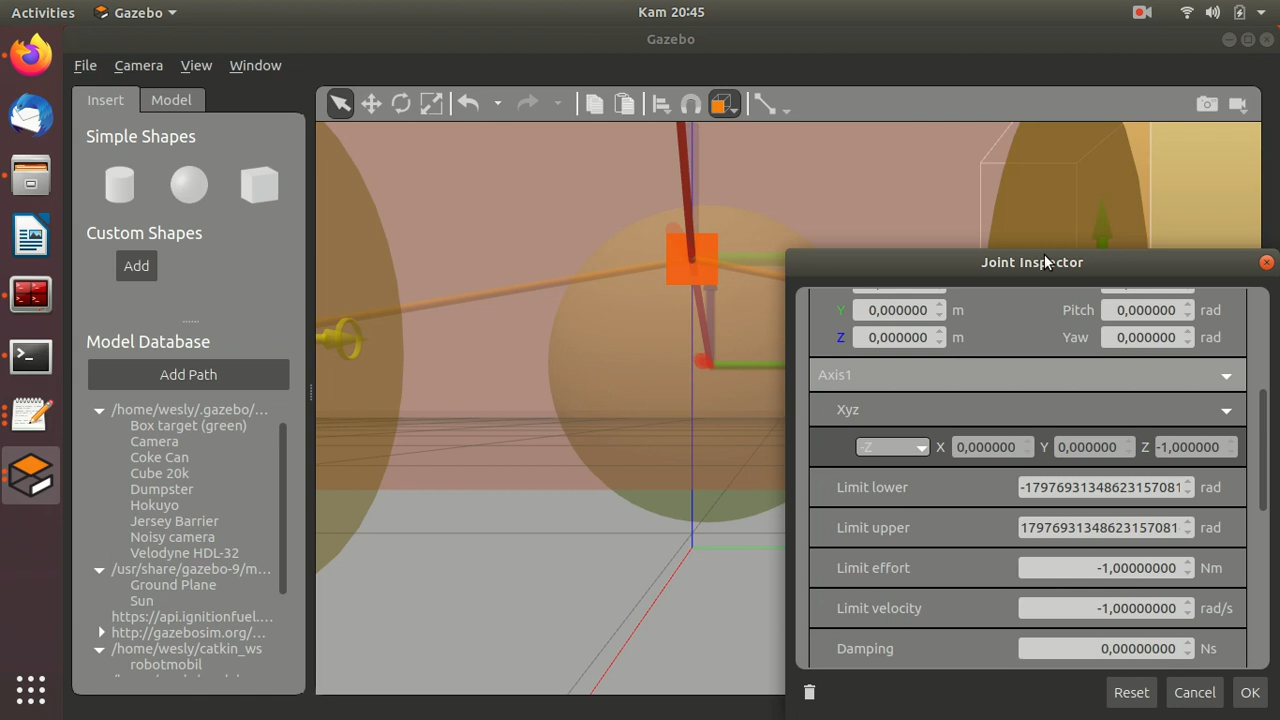 Activities
Gazebo
Kam 20:45
Gazebo
File Camera View Window
Insert Model
Simple Shapes
Custom Shapes
Add
Model Database
Add Path
/home/wesly/.gazebo/...
Box target (green)
Camera
Coke Can
Cube 20k
Dumpster
Hokuyo
Jersey Barrier
Noisy camera
Velodyne HDL-32
/usr/share/gazebo-9/m...
Ground Plane
Sun
https://api.ignitionfuel....
http://gazebosim.org/...
/home/wesly/catkin_ws
robotmobil
Joint Inspector
Y 0,000000 m Pitch 0,000000 rad
Z 0,000000 m Yaw 0,000000 rad
Axis1
Xyz
-Z X 0,000000 Y 0,000000 Z -1,000000
Limit lower -17976931348623157081 rad
Limit upper 17976931348623157081 rad
Limit effort -1,00000000 Nm
Limit velocity -1,00000000 rad/s
Damping 0,00000000 Ns
Reset Cancel OK